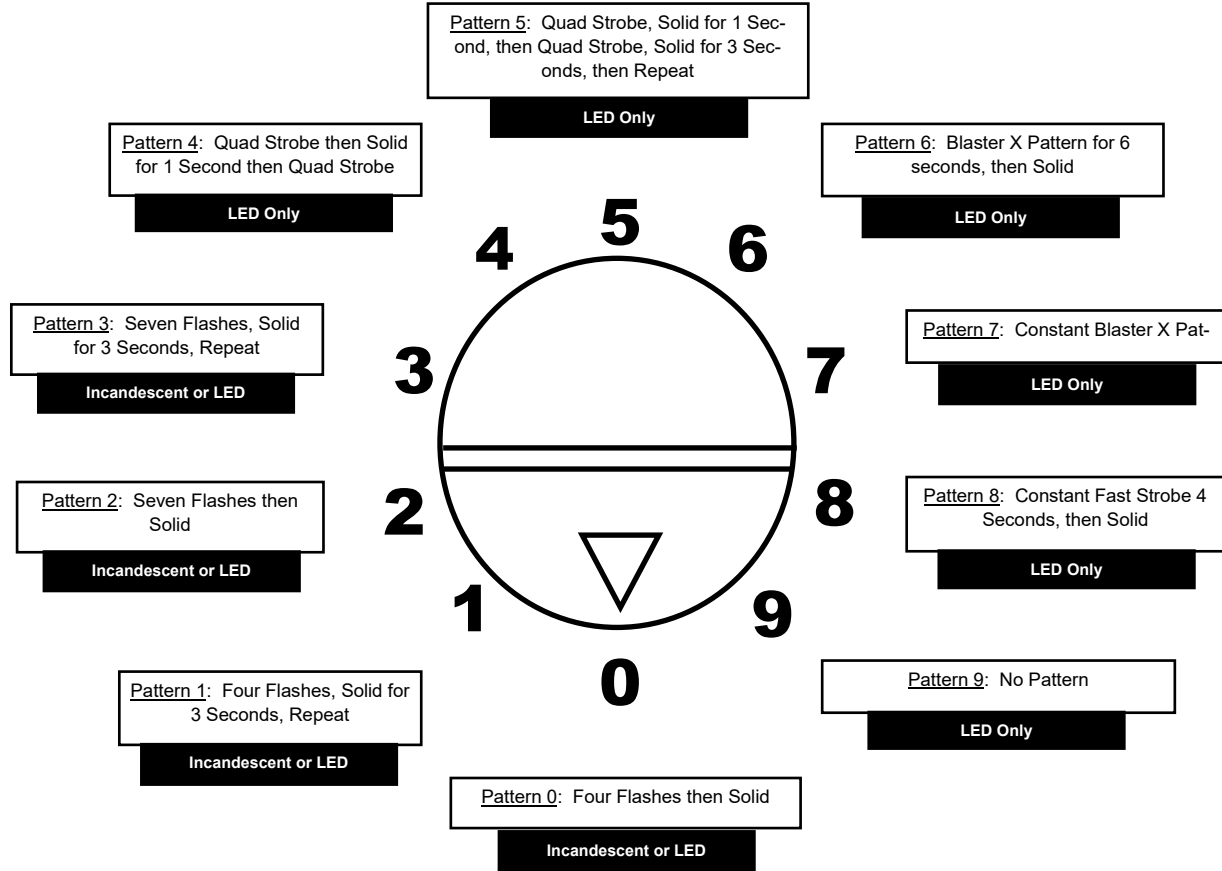 Pattern 5: Quad Strobe, Solid for 1 Sec-
ond, then Quad Strobe, Solid for 3 Sec-
onds, then Repeat
LED Only
Pattern 4: Quad Strobe then Solid
for 1 Second then Quad Strobe
LED Only
Pattern 6: Blaster X Pattern for 6
seconds, then Solid
LED Only
5
4
6
Pattern 3: Seven Flashes, Solid
for 3 Seconds, Repeat
Incandescent or LED
3
7
Pattern 7: Constant Blaster X Pat-
LED Only
Pattern 2: Seven Flashes then
Solid
Incandescent or LED
2
8
Pattern 8: Constant Fast Strobe 4
Seconds, then Solid
LED Only
1
9
0
Pattern 1: Four Flashes, Solid for
3 Seconds, Repeat
Incandescent or LED
Pattern 9: No Pattern
LED Only
Pattern 0: Four Flashes then Solid
Incandescent or LED